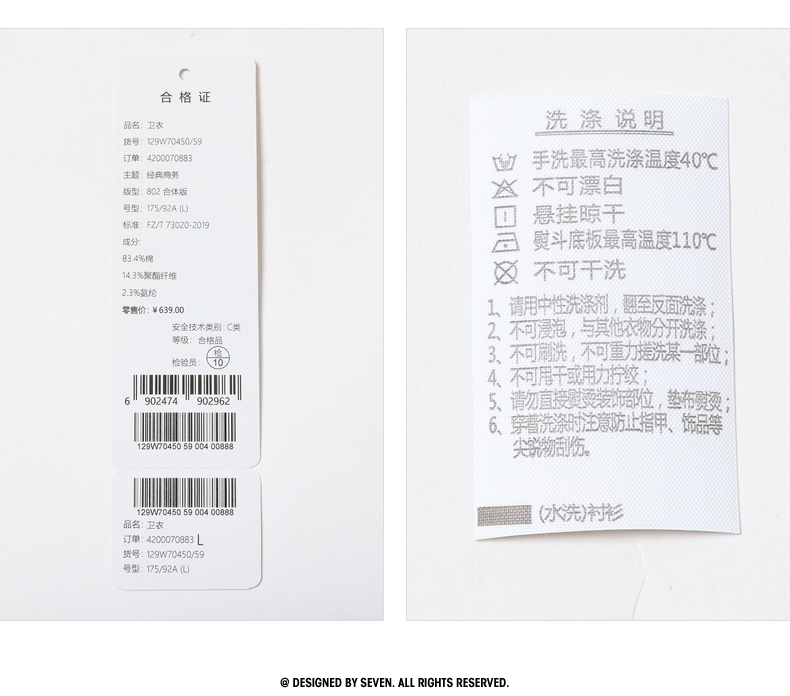 合格证
品名: 卫衣
货号: 129W70450/59
订单: 4200070883
主题: 经典商务
版型: 802 合体版
号型: 175/92A (L)
标准: FZ/T 73020-2019
成分:
83.4%棉
14.3%聚酯纤维
2.3%氨纶
零售价: ¥639.00
安全技术类别: C类
等级: 合格品
检验员: 检 10
6 902474 902962
129W70450 59 004 00888
129W70450 59 004 00888
品名: 卫衣
订单: 4200070883 L
货号: 129W70450/59
号型: 175/92A (L)
洗涤说明
手洗最高洗涤温度40℃
不可漂白
悬挂晾干
熨斗底板最高温度110℃
不可干洗
1、请用中性洗涤剂，翻至反面洗涤；
2、不可浸泡，与其他衣物分开洗涤；
3、不可刷洗，不可重力搓洗某一部位；
4、不可甩干或用力拧绞；
5、请勿直接熨烫装饰部位，垫布熨烫；
6、穿着洗涤时注意防止指甲、饰品等
尖锐物刮伤。
(水洗)衬衫
@ DESIGNED BY SEVEN. ALL RIGHTS RESERVED.